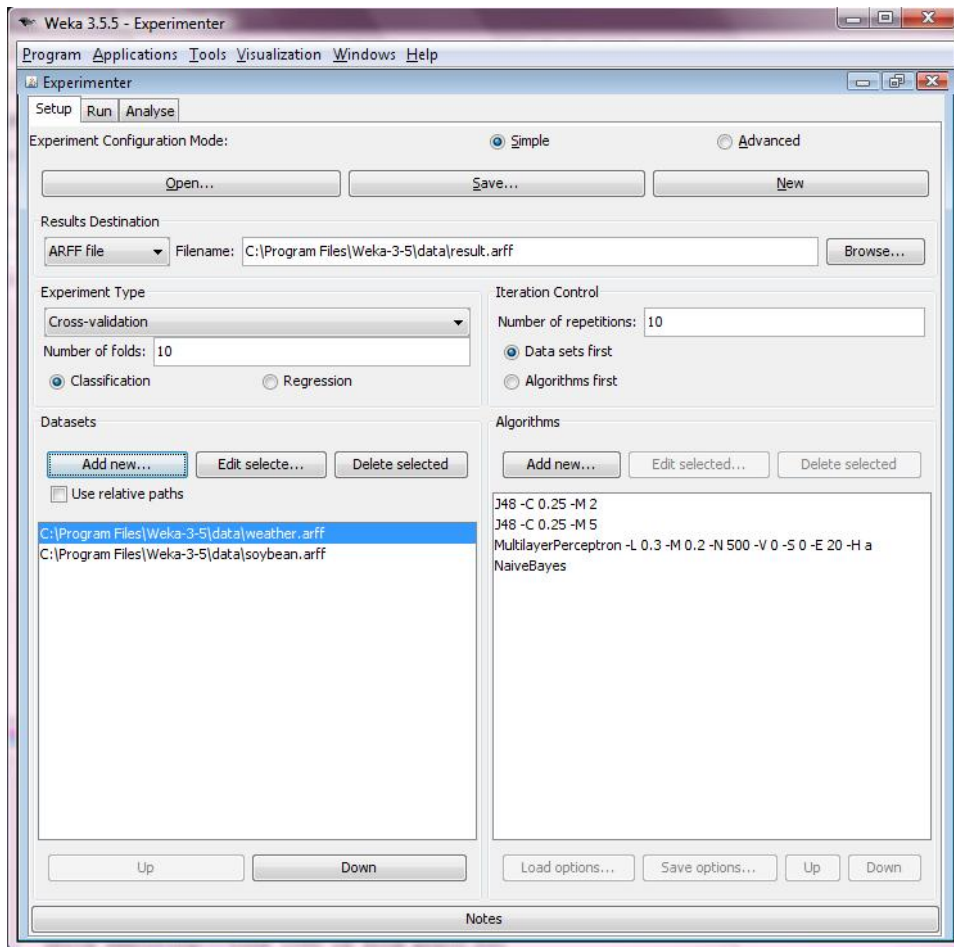 Weka 3.5.5 - Experimenter
Program Applications Tools Visualization Windows Help
Experimenter
Setup Run Analyse
Experiment Configuration Mode: Simple Advanced
Open... Save... New
Results Destination
ARFF file Filename: C:\Program Files\Weka-3-5\data\result.arff Browse...
Experiment Type
Cross-validation
Number of folds: 10
Classification Regression
Iteration Control
Number of repetitions: 10
Data sets first
Algorithms first
Datasets
Add new... Edit selecte... Delete selected
Use relative paths
C:\Program Files\Weka-3-5\data\weather.arff
C:\Program Files\Weka-3-5\data\soybean.arff
Up Down
Algorithms
Add new... Edit selected... Delete selected
J48 -C 0.25 -M 2
J48 -C 0.25 -M 5
MultilayerPerceptron -L 0.3 -M 0.2 -N 500 -V 0 -S 0 -E 20 -H a
NaiveBayes
Load options... Save options... Up Down
Notes